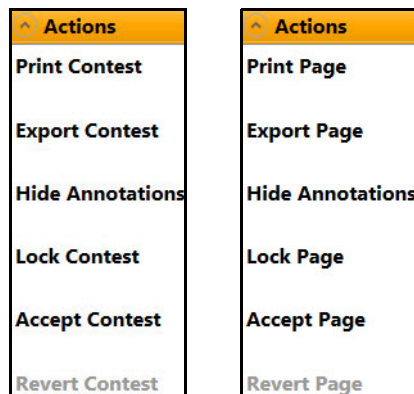 Actions
Print Contest
Export Contest
Hide Annotations
Lock Contest
Accept Contest
Revert Contest
Actions
Print Page
Export Page
Hide Annotations
Lock Page
Accept Page
Revert Page